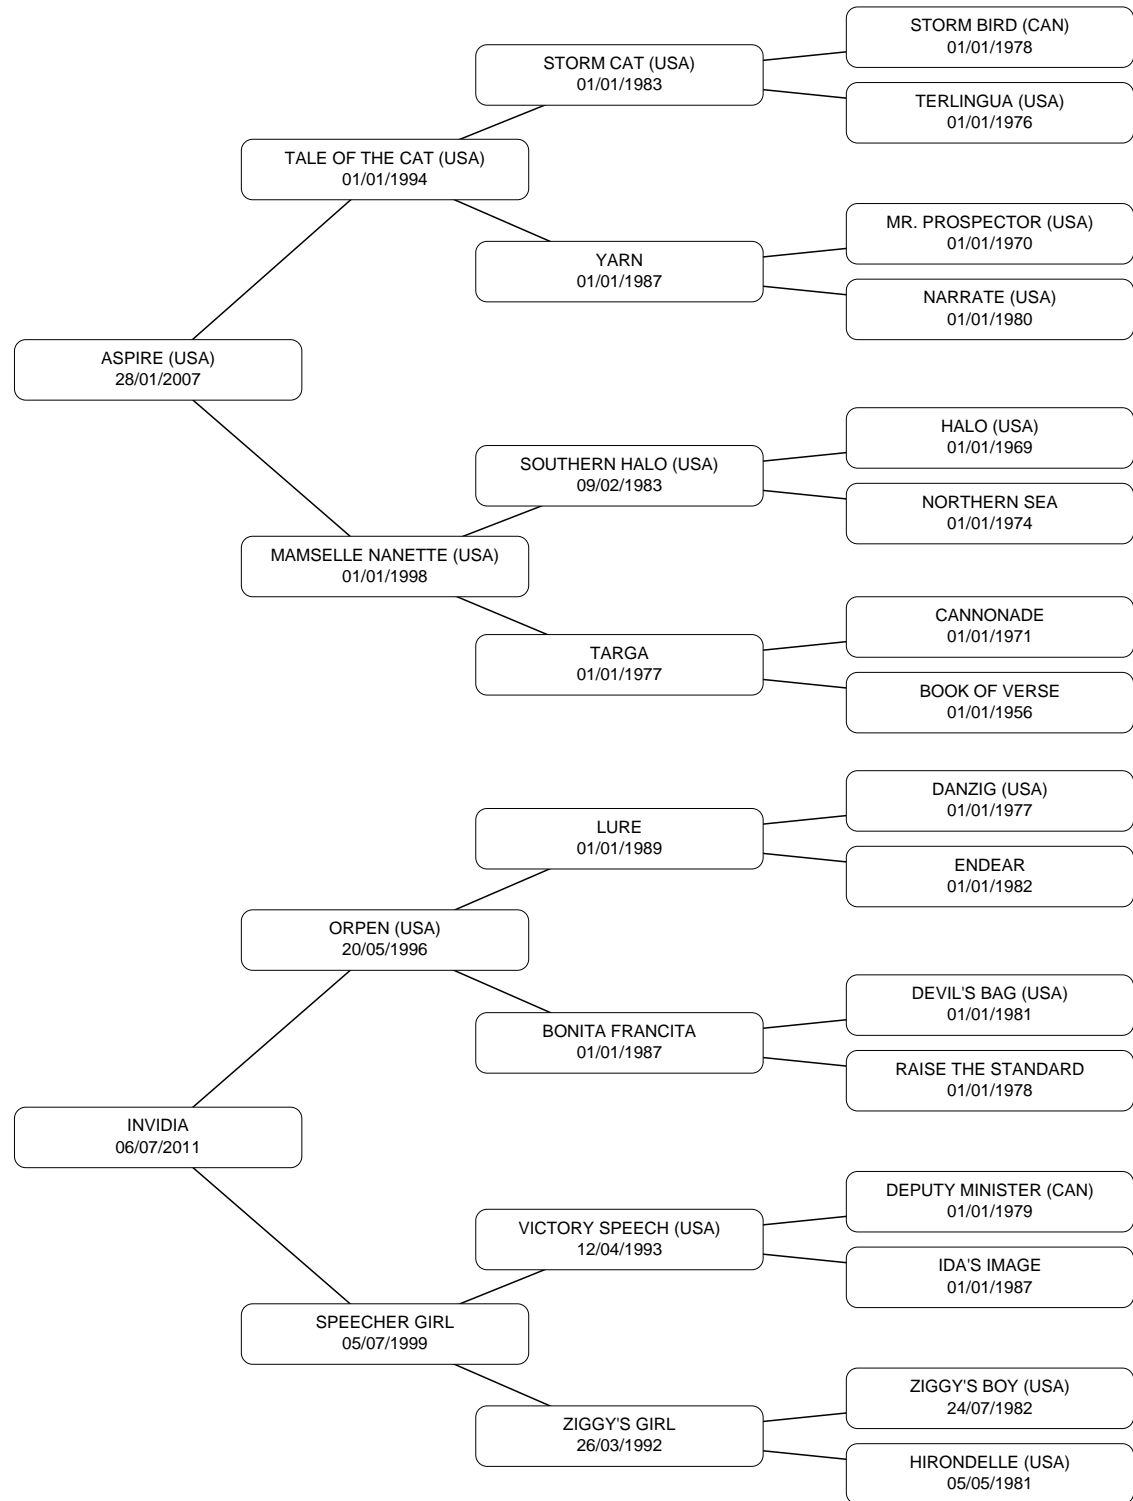 STORM BIRD (CAN)
01/01/1978
STORM CAT (USA)
01/01/1983
TERLINGUA (USA)
01/01/1976
TALE OF THE CAT (USA)
01/01/1994
MR. PROSPECTOR (USA)
01/01/1970
YARN
01/01/1987
NARRATE (USA)
01/01/1980
ASPIRE (USA)
28/01/2007
HALO (USA)
01/01/1969
SOUTHERN HALO (USA)
09/02/1983
NORTHERN SEA
01/01/1974
MAMSELLE NANETTE (USA)
01/01/1998
CANNONADE
01/01/1971
TARGA
01/01/1977
BOOK OF VERSE
01/01/1956
DANZIG (USA)
01/01/1977
LURE
01/01/1989
ENDEAR
01/01/1982
ORPEN (USA)
20/05/1996
DEVIL'S BAG (USA)
01/01/1981
BONITA FRANCITA
01/01/1987
RAISE THE STANDARD
01/01/1978
INVIDIA
06/07/2011
DEPUTY MINISTER (CAN)
01/01/1979
VICTORY SPEECH (USA)
12/04/1993
IDA'S IMAGE
01/01/1987
SPEECHER GIRL
05/07/1999
ZIGGY'S BOY (USA)
24/07/1982
ZIGGY'S GIRL
26/03/1992
HIRONDELLE (USA)
05/05/1981